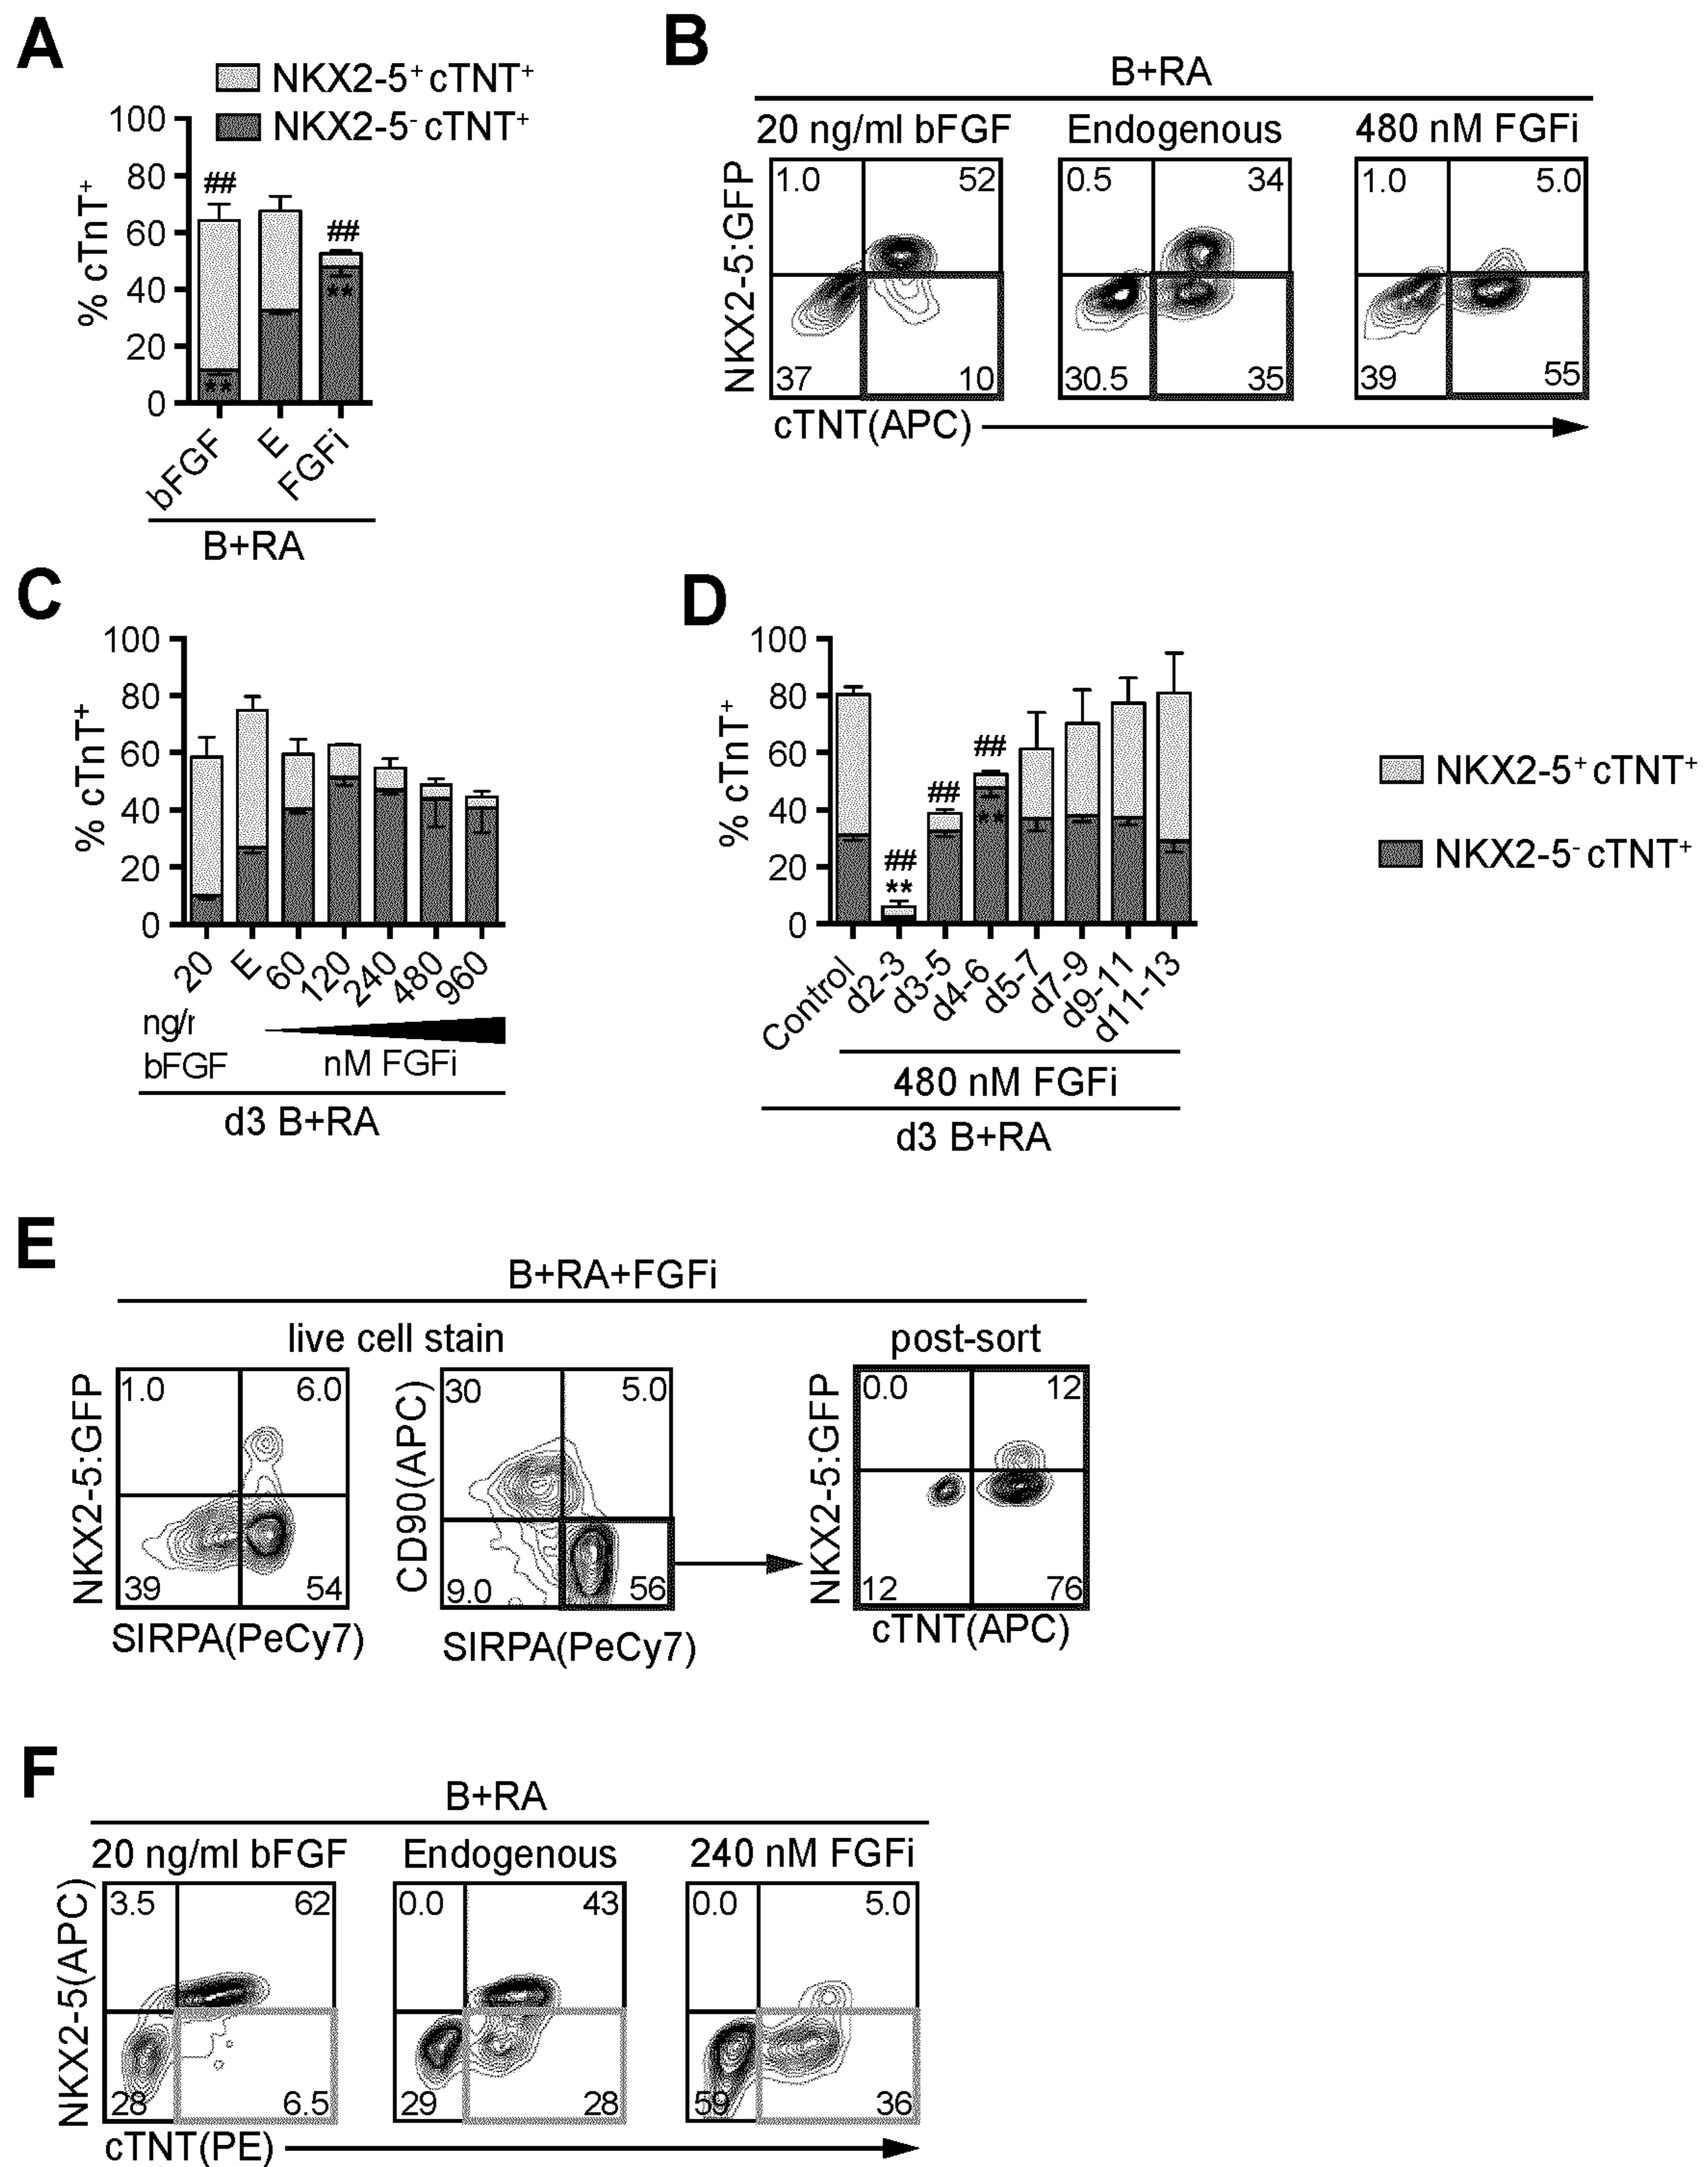 A
NKX2-5+ cTNT+
NKX2-5- cTNT+
% cTnT+
100
80
60
40
20
0
##
**
##
**
bFGF
E
FGFi
B+RA
B
B+RA
20 ng/ml bFGF
Endogenous
480 nM FGFi
NKX2-5:GFP
1.0
52
37
10
0.5
34
30.5
35
1.0
5.0
39
55
cTNT(APC)
C
% cTnT+
100
80
60
40
20
0
20
E
60
120
240
480
960
ng/r
bFGF
nM FGFi
d3 B+RA
D
% cTnT+
100
80
60
40
20
0
##
**
##
##
**
Control
d2-3
d3-5
d4-6
d5-7
d7-9
d9-11
d11-13
480 nM FGFi
d3 B+RA
NKX2-5+ cTNT+
NKX2-5- cTNT+
E
B+RA+FGFi
live cell stain
post-sort
NKX2-5:GFP
1.0
6.0
39
54
SIRPA(PeCy7)
CD90(APC)
30
5.0
9.0
56
SIRPA(PeCy7)
NKX2-5:GFP
0.0
12
12
76
cTNT(APC)
F
B+RA
20 ng/ml bFGF
Endogenous
240 nM FGFi
NKX2-5(APC)
3.5
62
28
6.5
0.0
43
29
28
0.0
5.0
59
36
cTNT(PE)